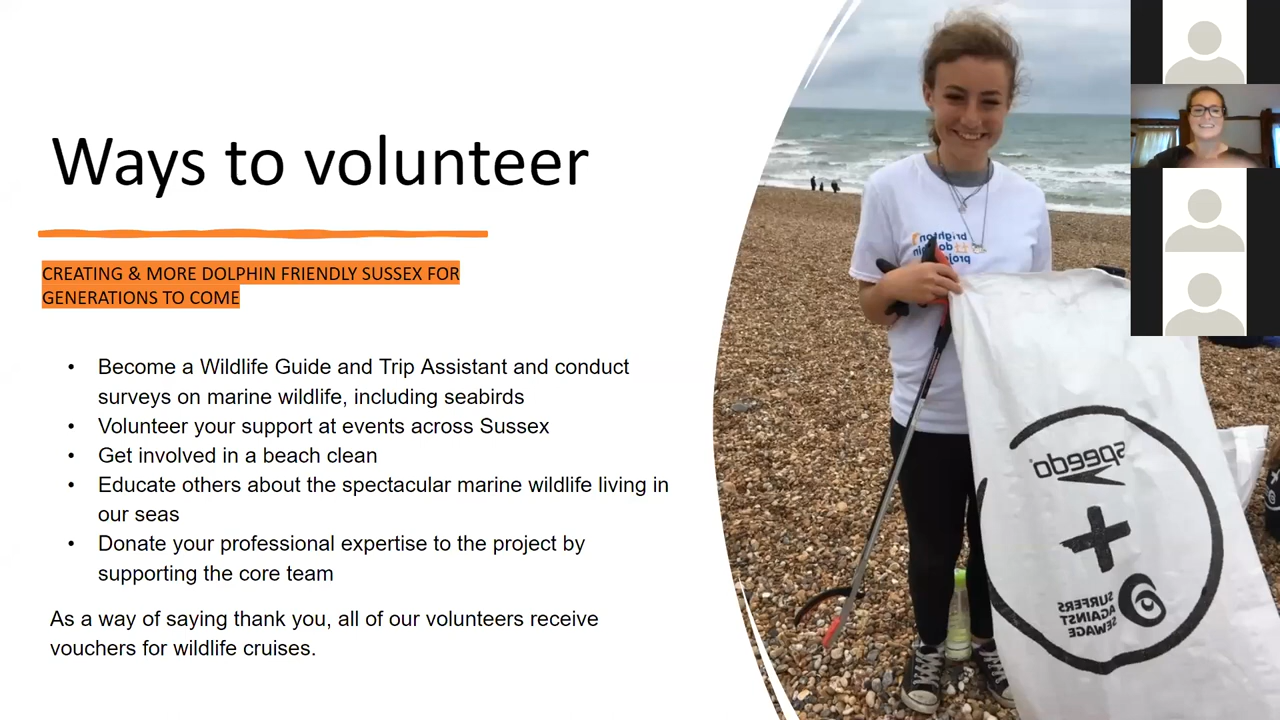 Ways to volunteer
CREATING & MORE DOLPHIN FRIENDLY SUSSEX FOR
GENERATIONS TO COME
• Become a Wildlife Guide and Trip Assistant and conduct
surveys on marine wildlife, including seabirds
• Volunteer your support at events across Sussex
• Get involved in a beach clean
• Educate others about the spectacular marine wildlife living in
our seas
• Donate your professional expertise to the project by
supporting the core team
As a way of saying thank you, all of our volunteers receive
vouchers for wildlife cruises.
brighton
dolphin
project
speedo
+
SURFERS
AGAINST
SEWAGE